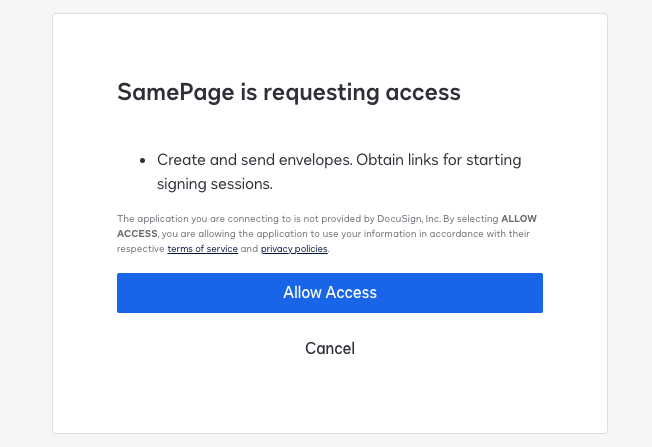 SamePage is requesting access
• Create and send envelopes. Obtain links for starting
signing sessions.
The application you are connecting to is not provided by DocuSign, Inc. By selecting ALLOW
ACCESS, you are allowing the application to use your information in accordance with their
respective terms of service and privacy policies.
Allow Access
Cancel